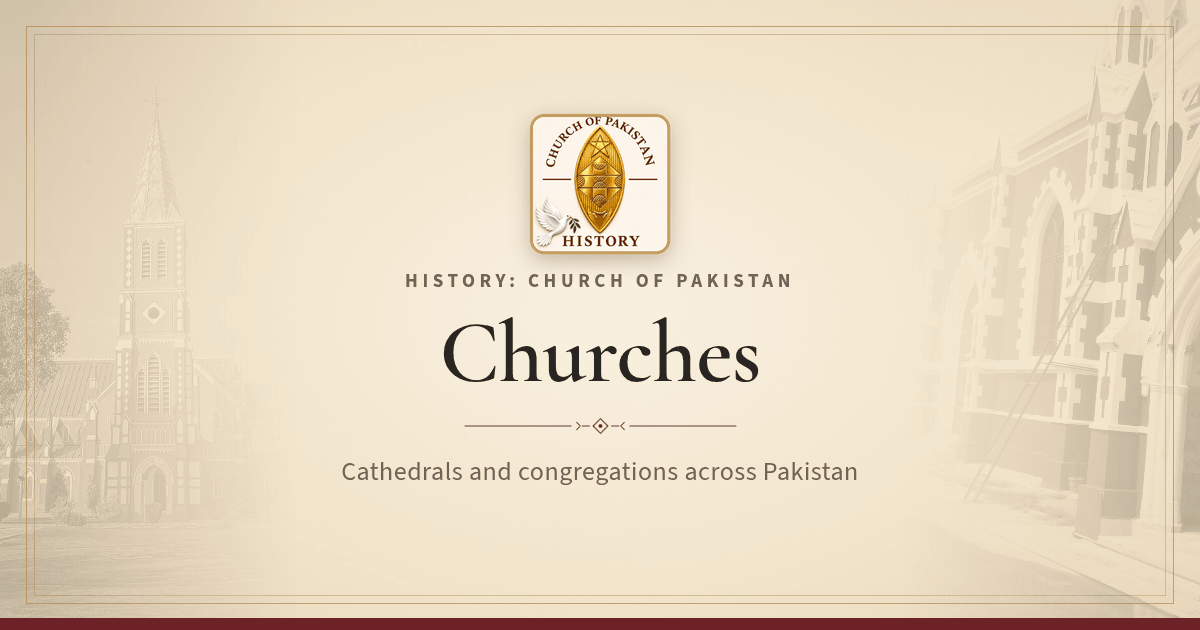 CHURCH OF PAKISTAN
HISTORY
HISTORY: CHURCH OF PAKISTAN
Churches
Cathedrals and congregations across Pakistan